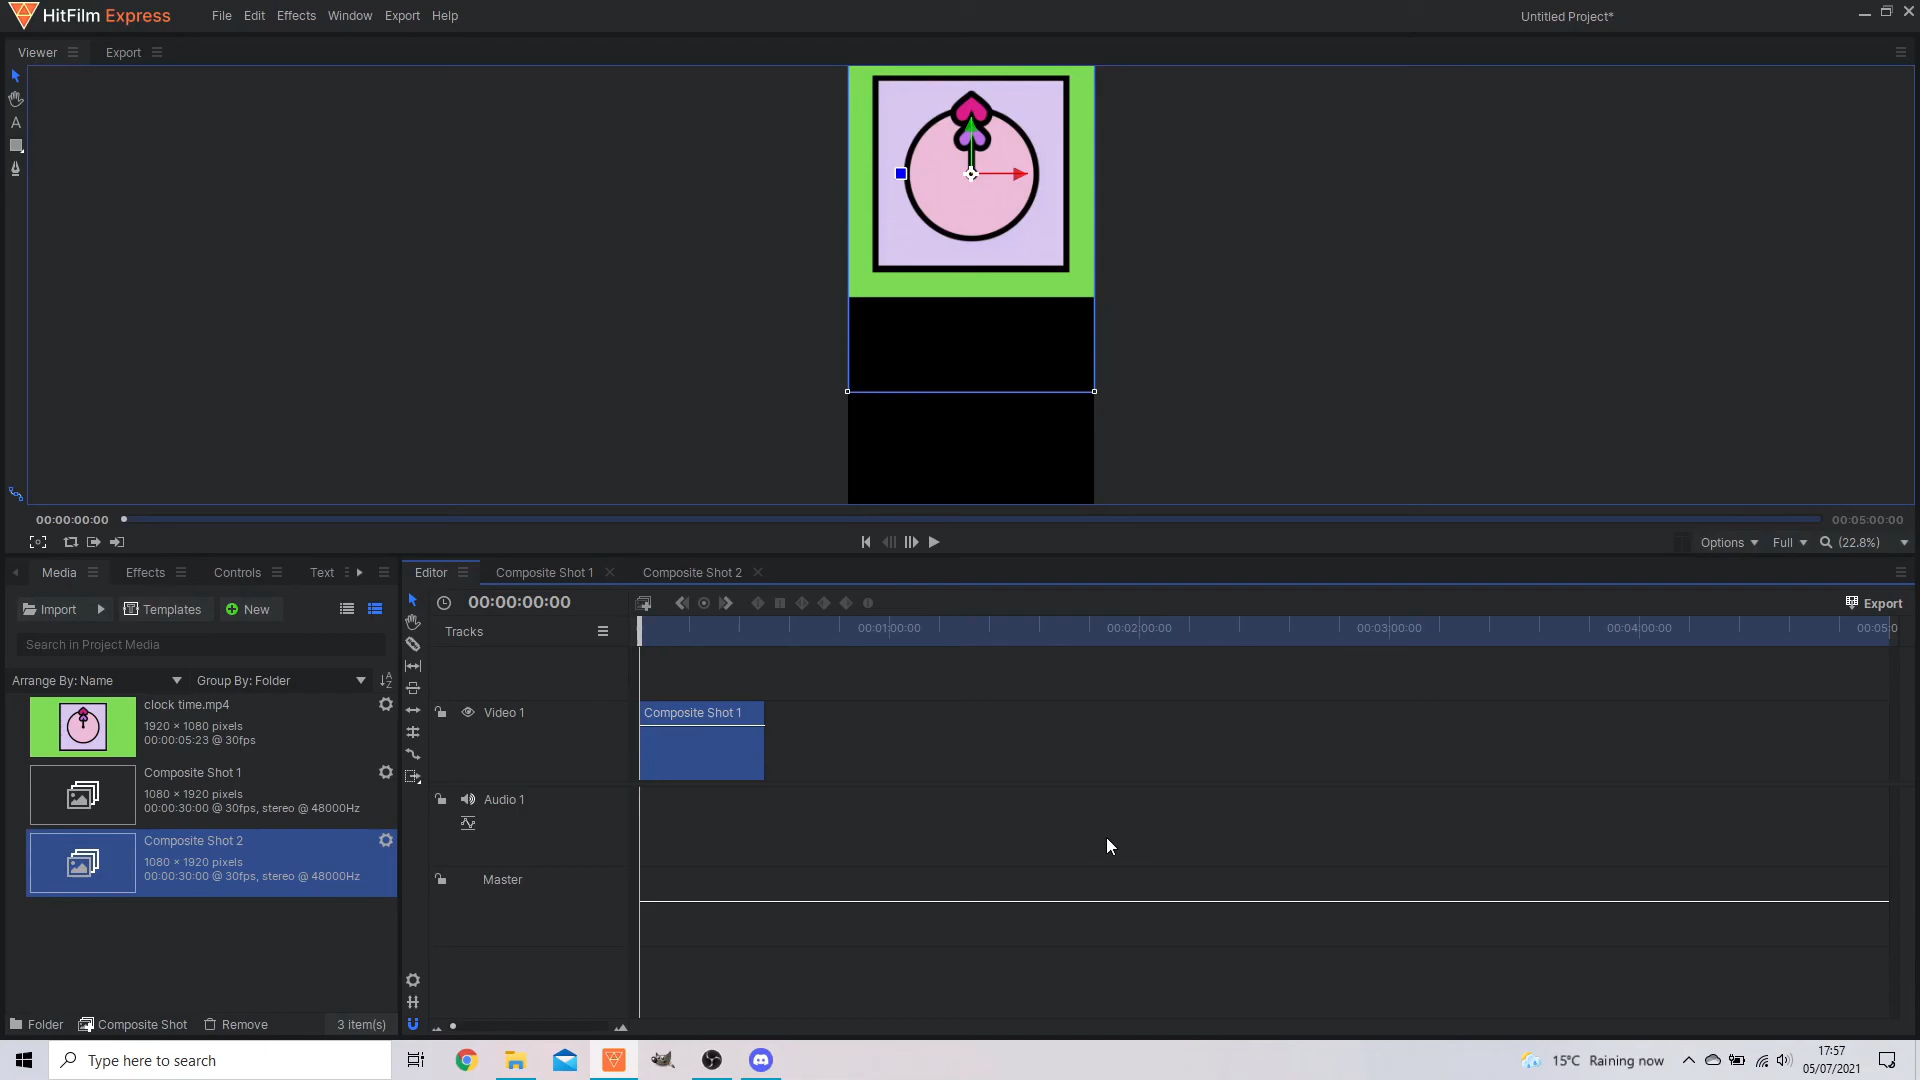 HitFilm Express File Edit Effects Window Export Help Untitled Project*
Viewer Export
A
00:00:00:00 00:05:00:00
Options Full (22.8%)
Media Effects Controls Text Editor Composite Shot 1 Composite Shot 2
Import Templates New 00:00:00:00 Export
Search in Project Media Tracks 00:01:00:00 00:02:00:00 00:03:00:00 00:04:00:00 00:05:0
Arrange By: Name Group By: Folder
clock time.mp4
1920 × 1080 pixels
00:00:05:23 @ 30fps
Video 1 Composite Shot 1
Composite Shot 1
1080 × 1920 pixels
00:00:30:00 @ 30fps, stereo @ 48000Hz
Audio 1
Composite Shot 2
1080 × 1920 pixels
00:00:30:00 @ 30fps, stereo @ 48000Hz
Master
Folder Composite Shot Remove 3 item(s)
Type here to search 15°C Raining now 17:57
05/07/2021